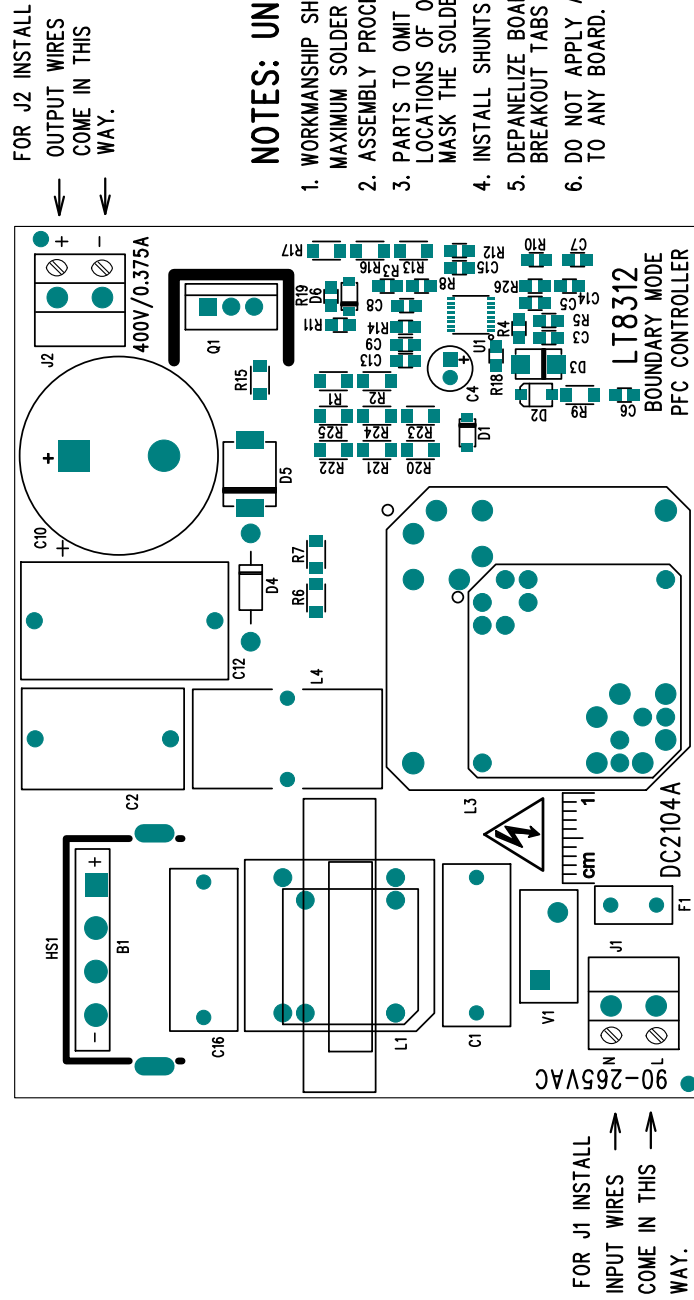 FOR J2 INSTALL
OUTPUT WIRES
COME IN THIS
WAY.
NOTES: UN
1. WORKMANSHIP SH
MAXIMUM SOLDER
2. ASSEMBLY PROCE
3. PARTS TO OMIT
LOCATIONS OF O
MASK THE SOLDE
4. INSTALL SHUNTS
5. DEPANELIZE BOAR
BREAKOUT TABS
6. DO NOT APPLY A
TO ANY BOARD.
+
-
400V/0.375A
J2
Q1
C10
+
+
R15
D5
D4
R7
R6
C12
C2
L4
R17
R16
R13
R12
R10
C7
R3
C15
R19
D6
C8
R8
R26
C14
C5
R11
R14
C9
C13
U1
R4
R5
C3
R18
D3
C4
+
R1
R2
R25
R24
R23
R22
R21
R20
D1
D2
R9
C6
LT8312
BOUNDARY MODE
PFC CONTROLLER
L3
HS1
B1
+
-
C16
L1
C1
V1
J1
F1
1
cm
DC2104A
N
L
90-265VAC
FOR J1 INSTALL
INPUT WIRES
COME IN THIS
WAY.